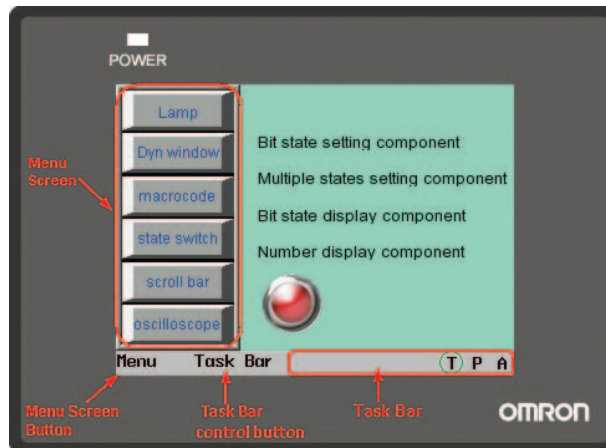 POWER
Lamp
Dyn window
macrocode
state switch
scroll bar
oscilloscope
Bit state setting component
Multiple states setting component
Bit state display component
Number display component
Menu
Screen
Menu Task Bar T P A
Menu Screen
Button
Task Bar
control button
Task Bar
OMRON